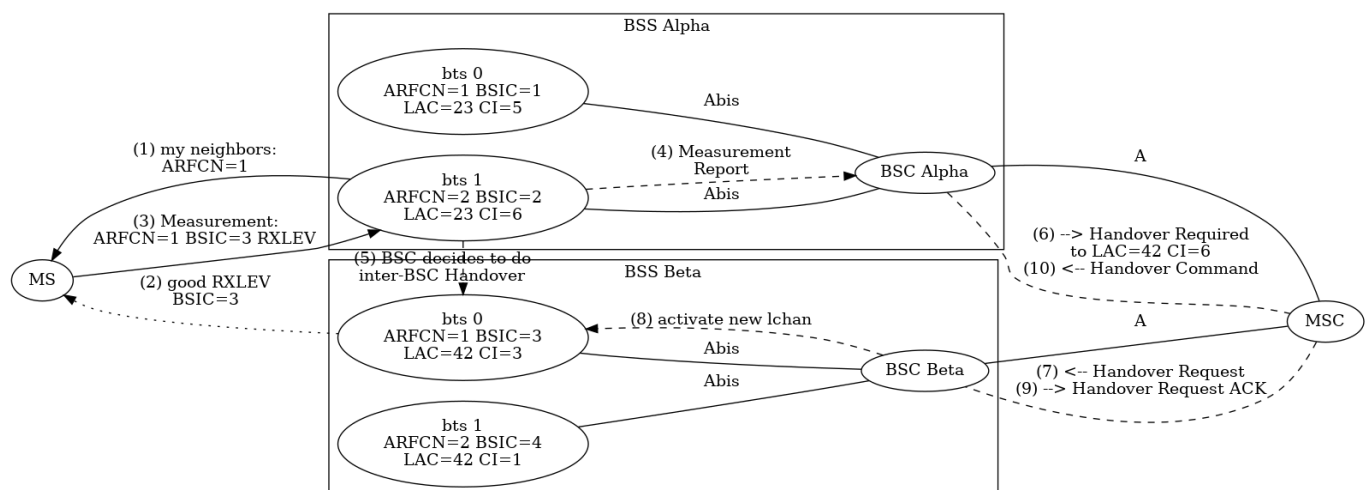 BSS Alpha
bts 0
ARFCN=1 BSIC=1
LAC=23 CI=5
Abis
(1) my neighbors:
ARFCN=1
(4) Measurement
Report
A
BSC Alpha
bts 1
ARFCN=2 BSIC=2
LAC=23 CI=6
Abis
(3) Measurement:
ARFCN=1 BSIC=3 RXLEV
(6) --> Handover Required
to LAC=42 CI=6
(10) <-- Handover Command
(5) BSC decides to do
inter-BSC Handover
BSS Beta
MS
(2) good RXLEV
BSIC=3
bts 0
ARFCN=1 BSIC=3
LAC=42 CI=3
(8) activate new lchan
A
MSC
Abis
BSC Beta
(7) <-- Handover Request
(9) --> Handover Request ACK
Abis
bts 1
ARFCN=2 BSIC=4
LAC=42 CI=1